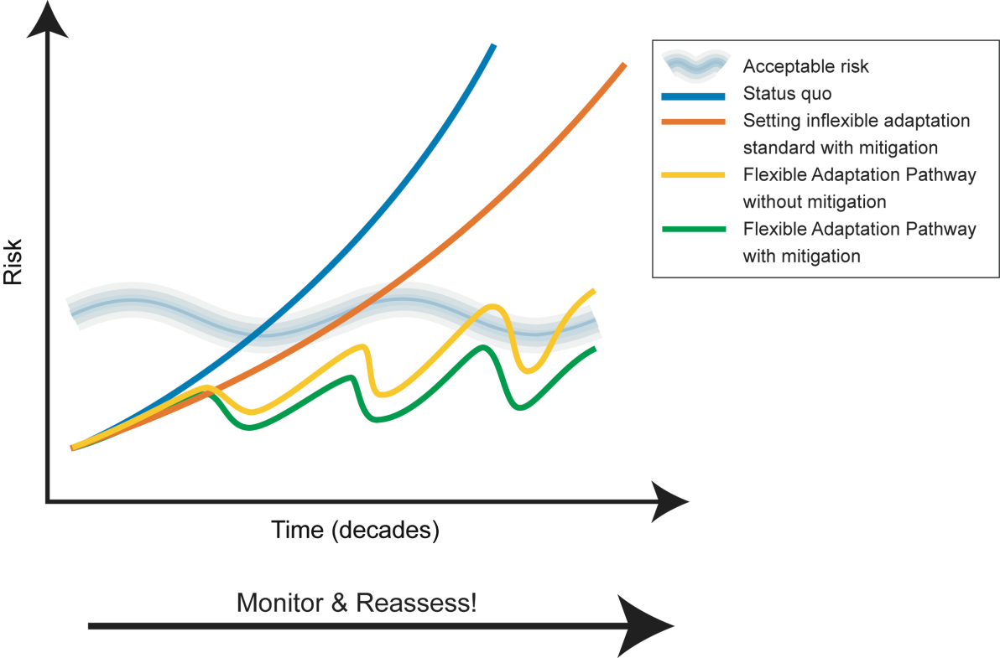 Risk
Acceptable risk
Status quo
Setting inflexible adaptation
standard with mitigation
Flexible Adaptation Pathway
without mitigation
Flexible Adaptation Pathway
with mitigation
Time (decades)
Monitor & Reassess!